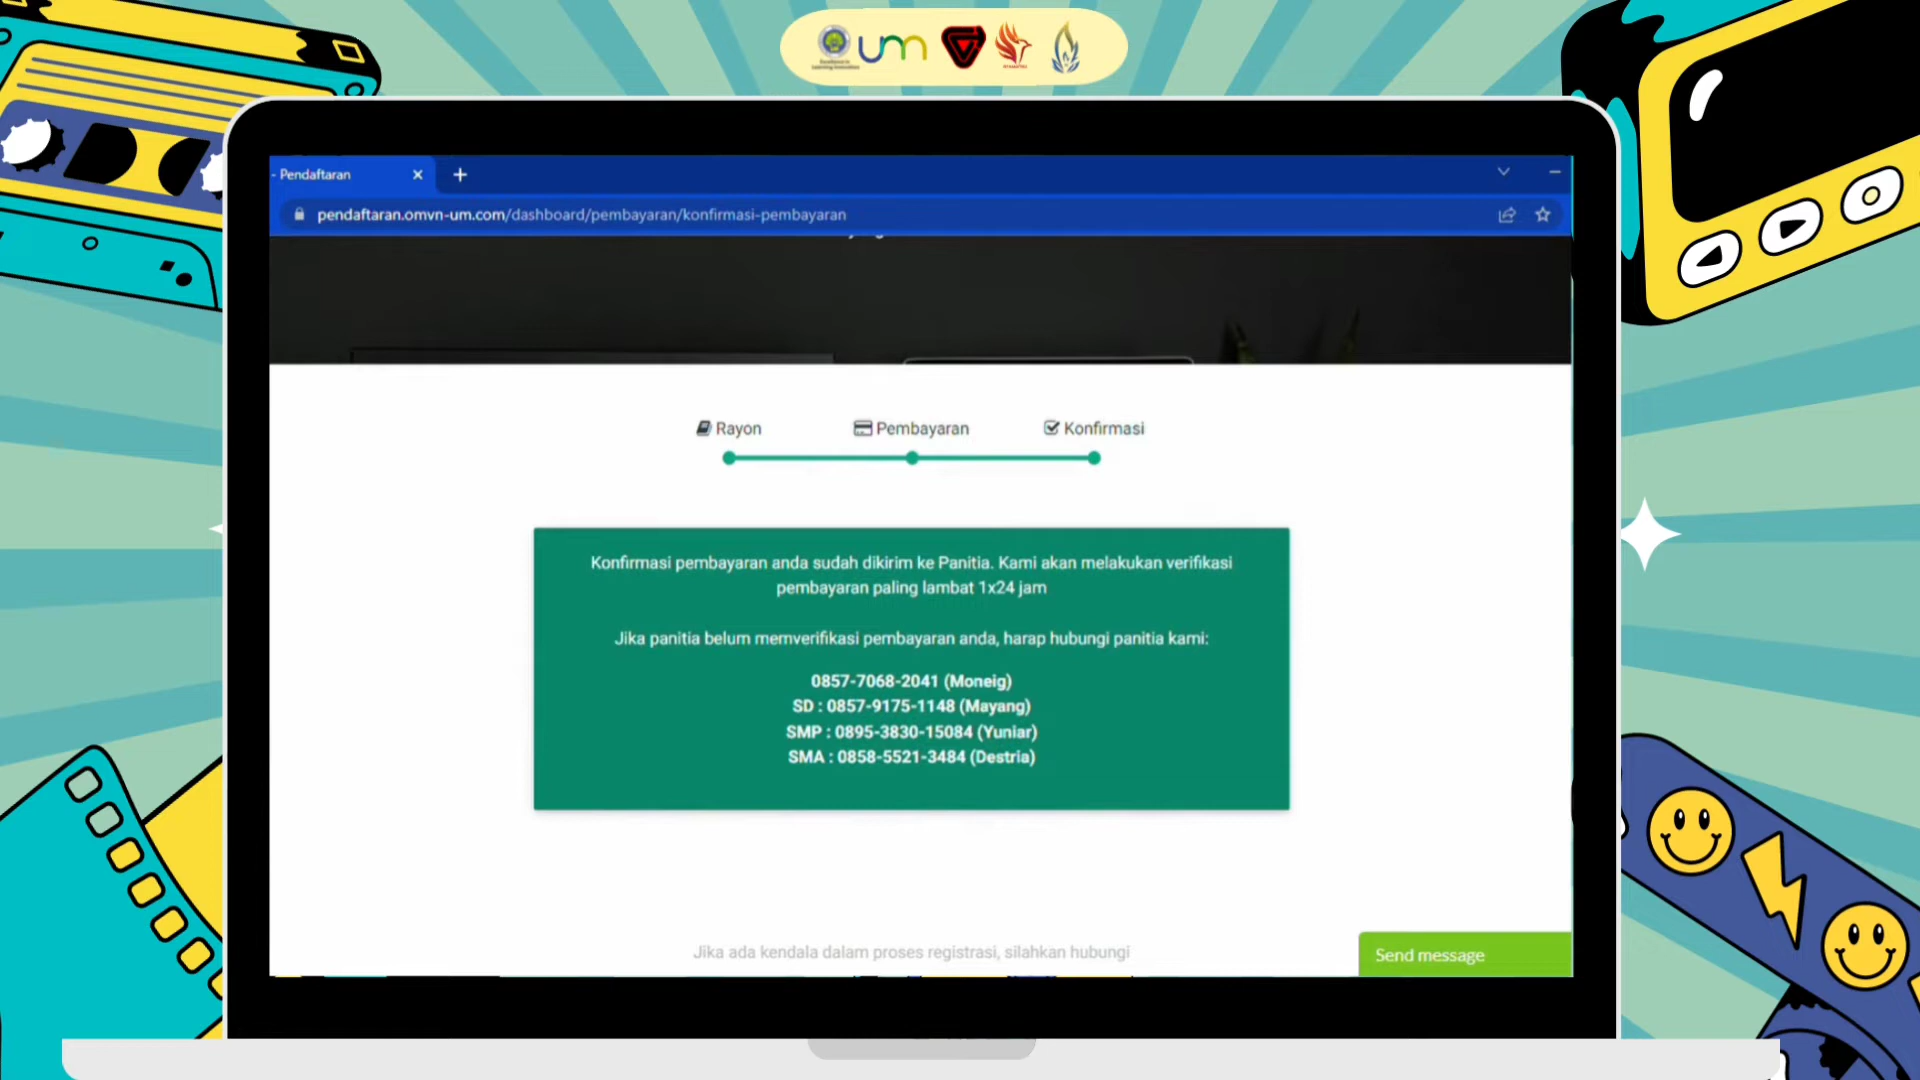 um
- Pendaftaran
pendaftaran.omvn-um.com/dashboard/pembayaran/konfirmasi-pembayaran
Rayon
Pembayaran
Konfirmasi
Konfirmasi pembayaran anda sudah dikirim ke Panitia. Kami akan melakukan verifikasi
pembayaran paling lambat 1x24 jam
Jika panitia belum memverifikasi pembayaran anda, harap hubungi panitia kami:
0857-7068-2041 (Moneig)
SD : 0857-9175-1148 (Mayang)
SMP : 0895-3830-15084 (Yuniar)
SMA : 0858-5521-3484 (Destria)
Jika ada kendala dalam proses registrasi, silahkan hubungi
Send message